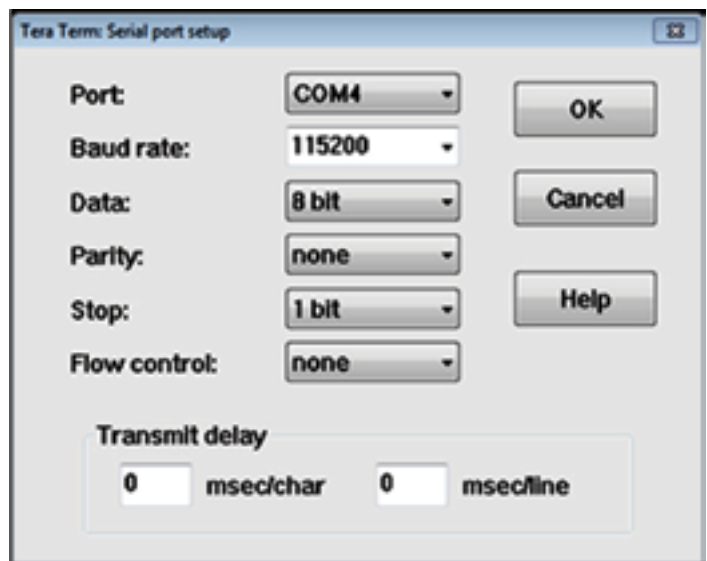 Tera Term: Serial port setup
Port: COM4 OK
Baud rate: 115200
Data: 8 bit Cancel
Parity: none
Stop: 1 bit Help
Flow control: none
Transmit delay
0 msec/char 0 msec/line